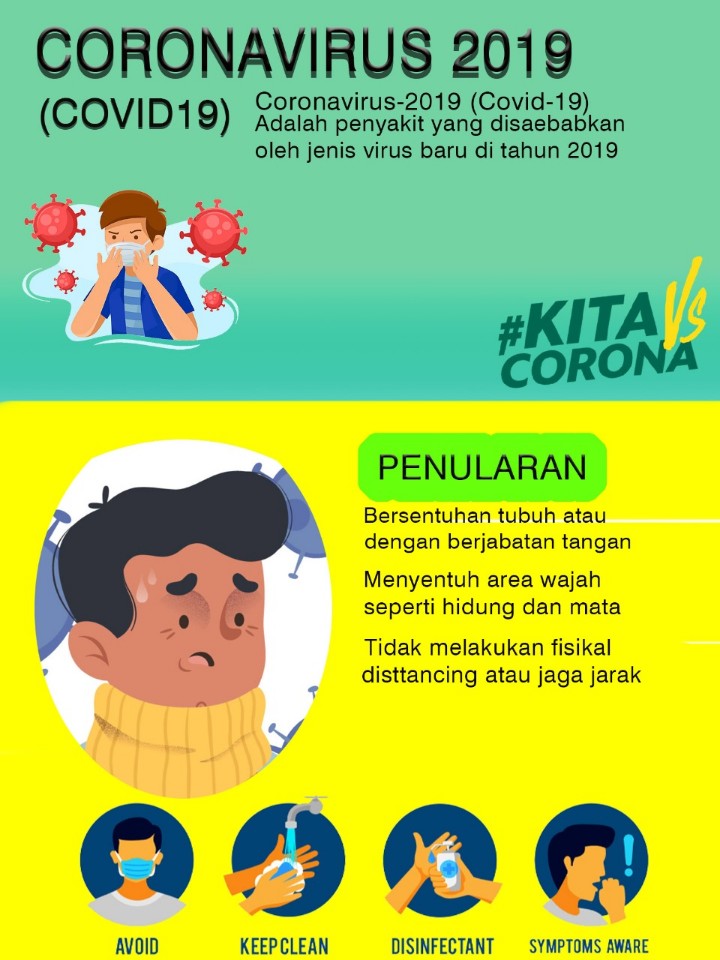 CORONAVIRUS 2019
(COVID19)
Coronavirus-2019 (Covid-19)
Adalah penyakit yang disaebabkan
oleh jenis virus baru di tahun 2019
#KITA Vs
CORONA
PENULARAN
Bersentuhan tubuh atau
dengan berjabatan tangan
Menyentuh area wajah
seperti hidung dan mata
Tidak melakukan fisikal
disttancing atau jaga jarak
AVOID
KEEP CLEAN
DISINFECTANT
SYMPTOMS AWARE